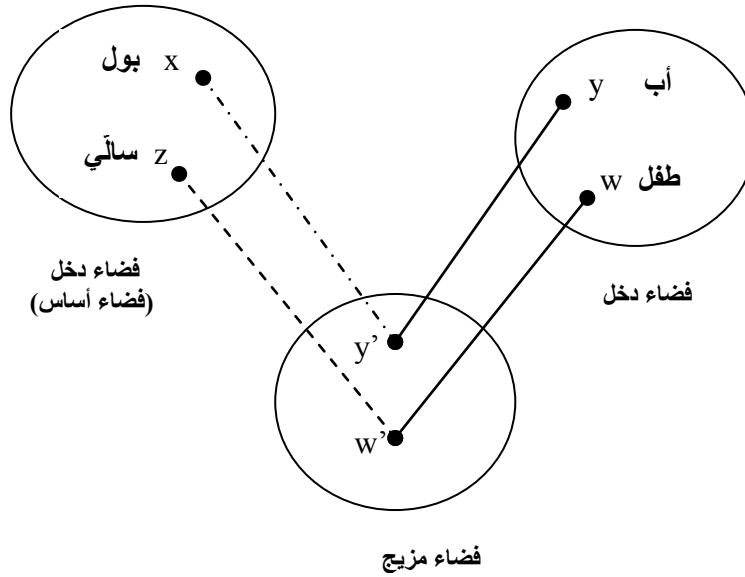 بول x
y أب
سالّي z
w طفل
فضاء دخل
(فضاء أساس)
فضاء دخل
y’
w’
فضاء مزيج